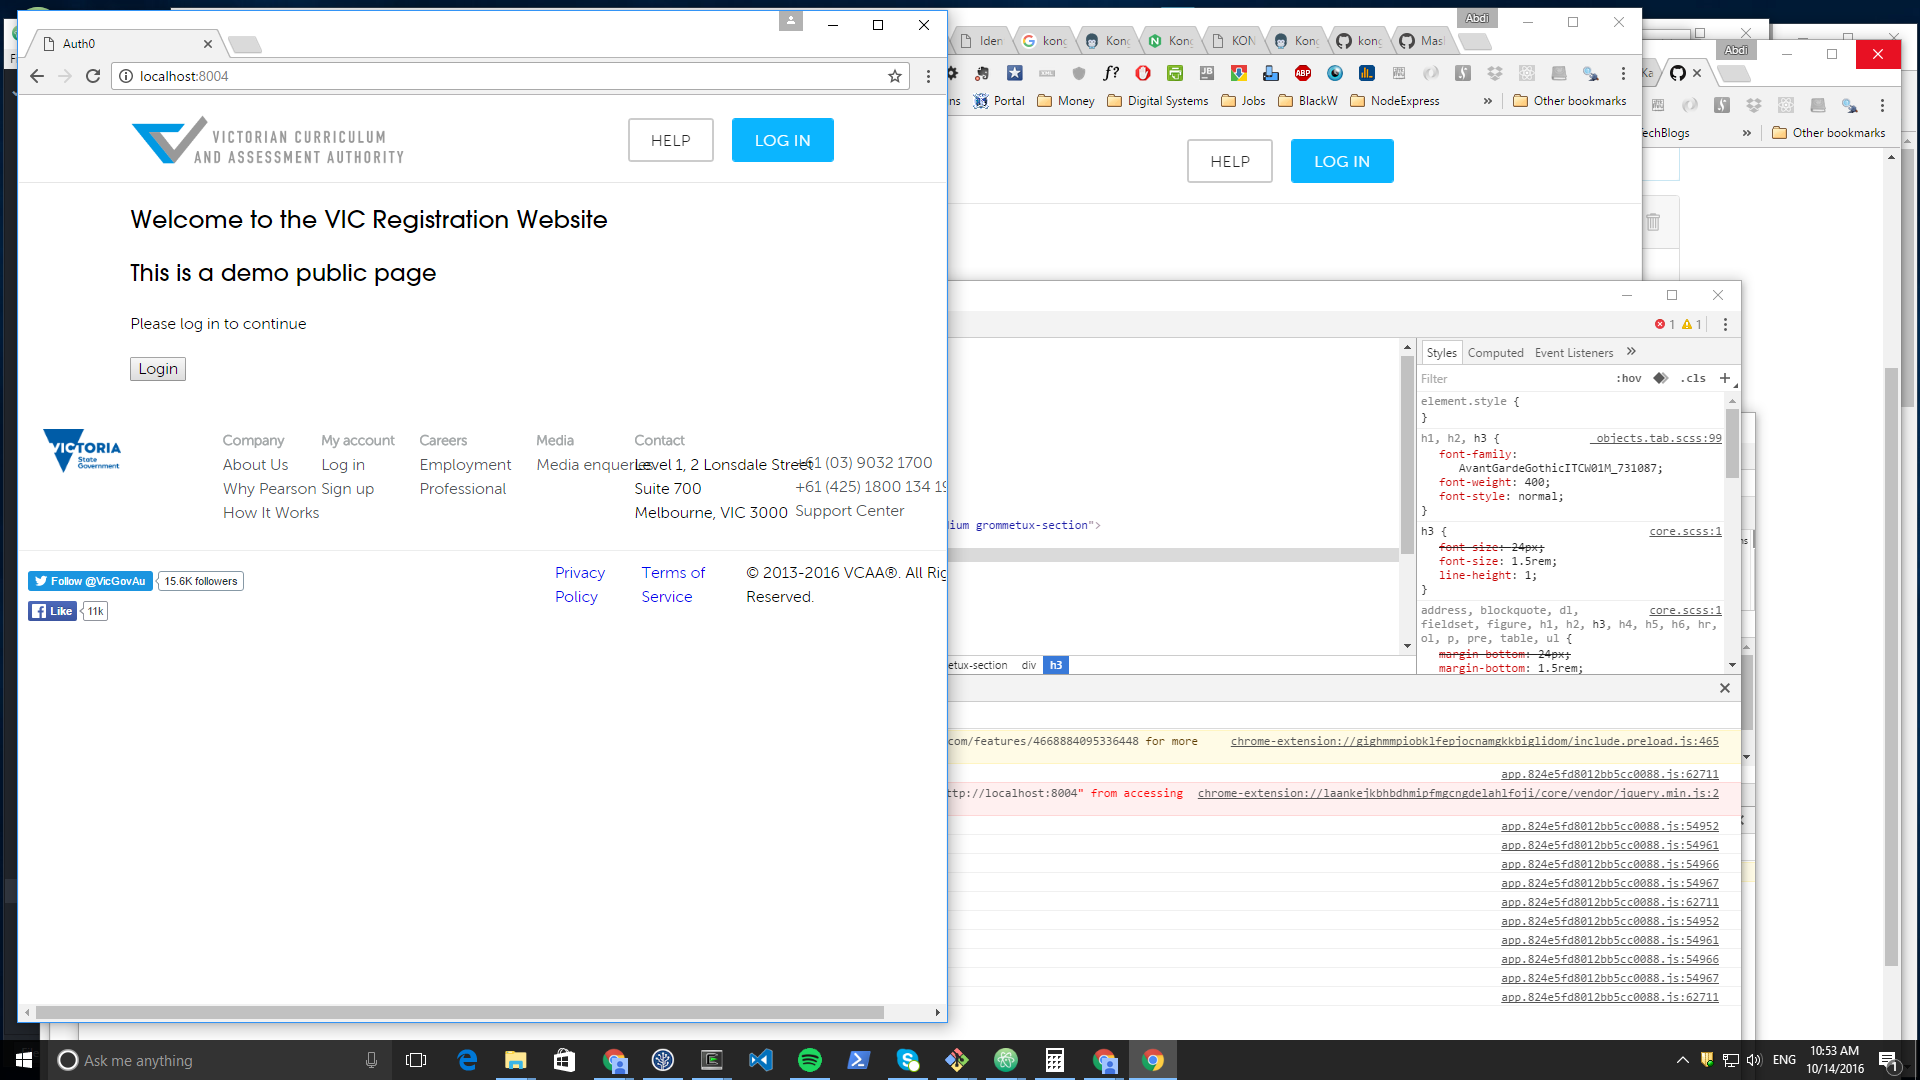 Auth0
localhost:8004
VICTORIAN CURRICULUM
AND ASSESSMENT AUTHORITY
HELP
LOG IN
Welcome to the VIC Registration Website
This is a demo public page
Please log in to continue
Login
VICTORIA
State
Government
Company
About Us
Why Pearson
How It Works
My account
Log in
Sign up
Careers
Employment
Professional
Media
Media enqueries
Contact
Level 1, 2 Lonsdale Street
Suite 700
Melbourne, VIC 3000
+61 (03) 9032 1700
+61 (425) 1800 134 19
Support Center
Follow @VicGovAu
15.6K followers
Like
11k
Privacy
Policy
Terms of
Service
© 2013-2016 VCAA®. All Rig
Reserved.
Abdi
Iden
kong
Kong
Kong
KON
Kong
kong
Mas
ns
Portal
Money
Digital Systems
Jobs
BlackW
NodeExpress
»
Other bookmarks
HELP
LOG IN
Abdi
Ka
TechBlogs
»
Other bookmarks
1
1
Styles
Computed
Event Listeners
»
Filter
:hov
.cls
+
element.style {
}
h1, h2, h3 {
_objects.tab.scss:99
font-family:
AvantGardeGothicITCW01M_731087;
font-weight: 400;
font-style: normal;
}
h3 {
core.scss:1
font-size: 24px;
font-size: 1.5rem;
line-height: 1;
}
address, blockquote, dl,
core.scss:1
fieldset, figure, h1, h2, h3, h4, h5, h6, hr,
ol, p, pre, table, ul {
margin-bottom: 24px;
margin-bottom: 1.5rem;
dium grommetux-section">
etux-section
div
h3
com/features/4668884095336448 for more
chrome-extension://gighmmpiobklfepjocnamgkkbiglidom/include.preload.js:465
app.824e5fd8012bb5cc0088.js:62711
ttp://localhost:8004" from accessing
chrome-extension://laankejkbhbdhmipfmgcngdelahlfoji/core/vendor/jquery.min.js:2
app.824e5fd8012bb5cc0088.js:54952
app.824e5fd8012bb5cc0088.js:54961
app.824e5fd8012bb5cc0088.js:54966
app.824e5fd8012bb5cc0088.js:54967
app.824e5fd8012bb5cc0088.js:62711
app.824e5fd8012bb5cc0088.js:54952
app.824e5fd8012bb5cc0088.js:54961
app.824e5fd8012bb5cc0088.js:54966
app.824e5fd8012bb5cc0088.js:54967
app.824e5fd8012bb5cc0088.js:62711
Ask me anything
ENG
10:53 AM
10/14/2016
1